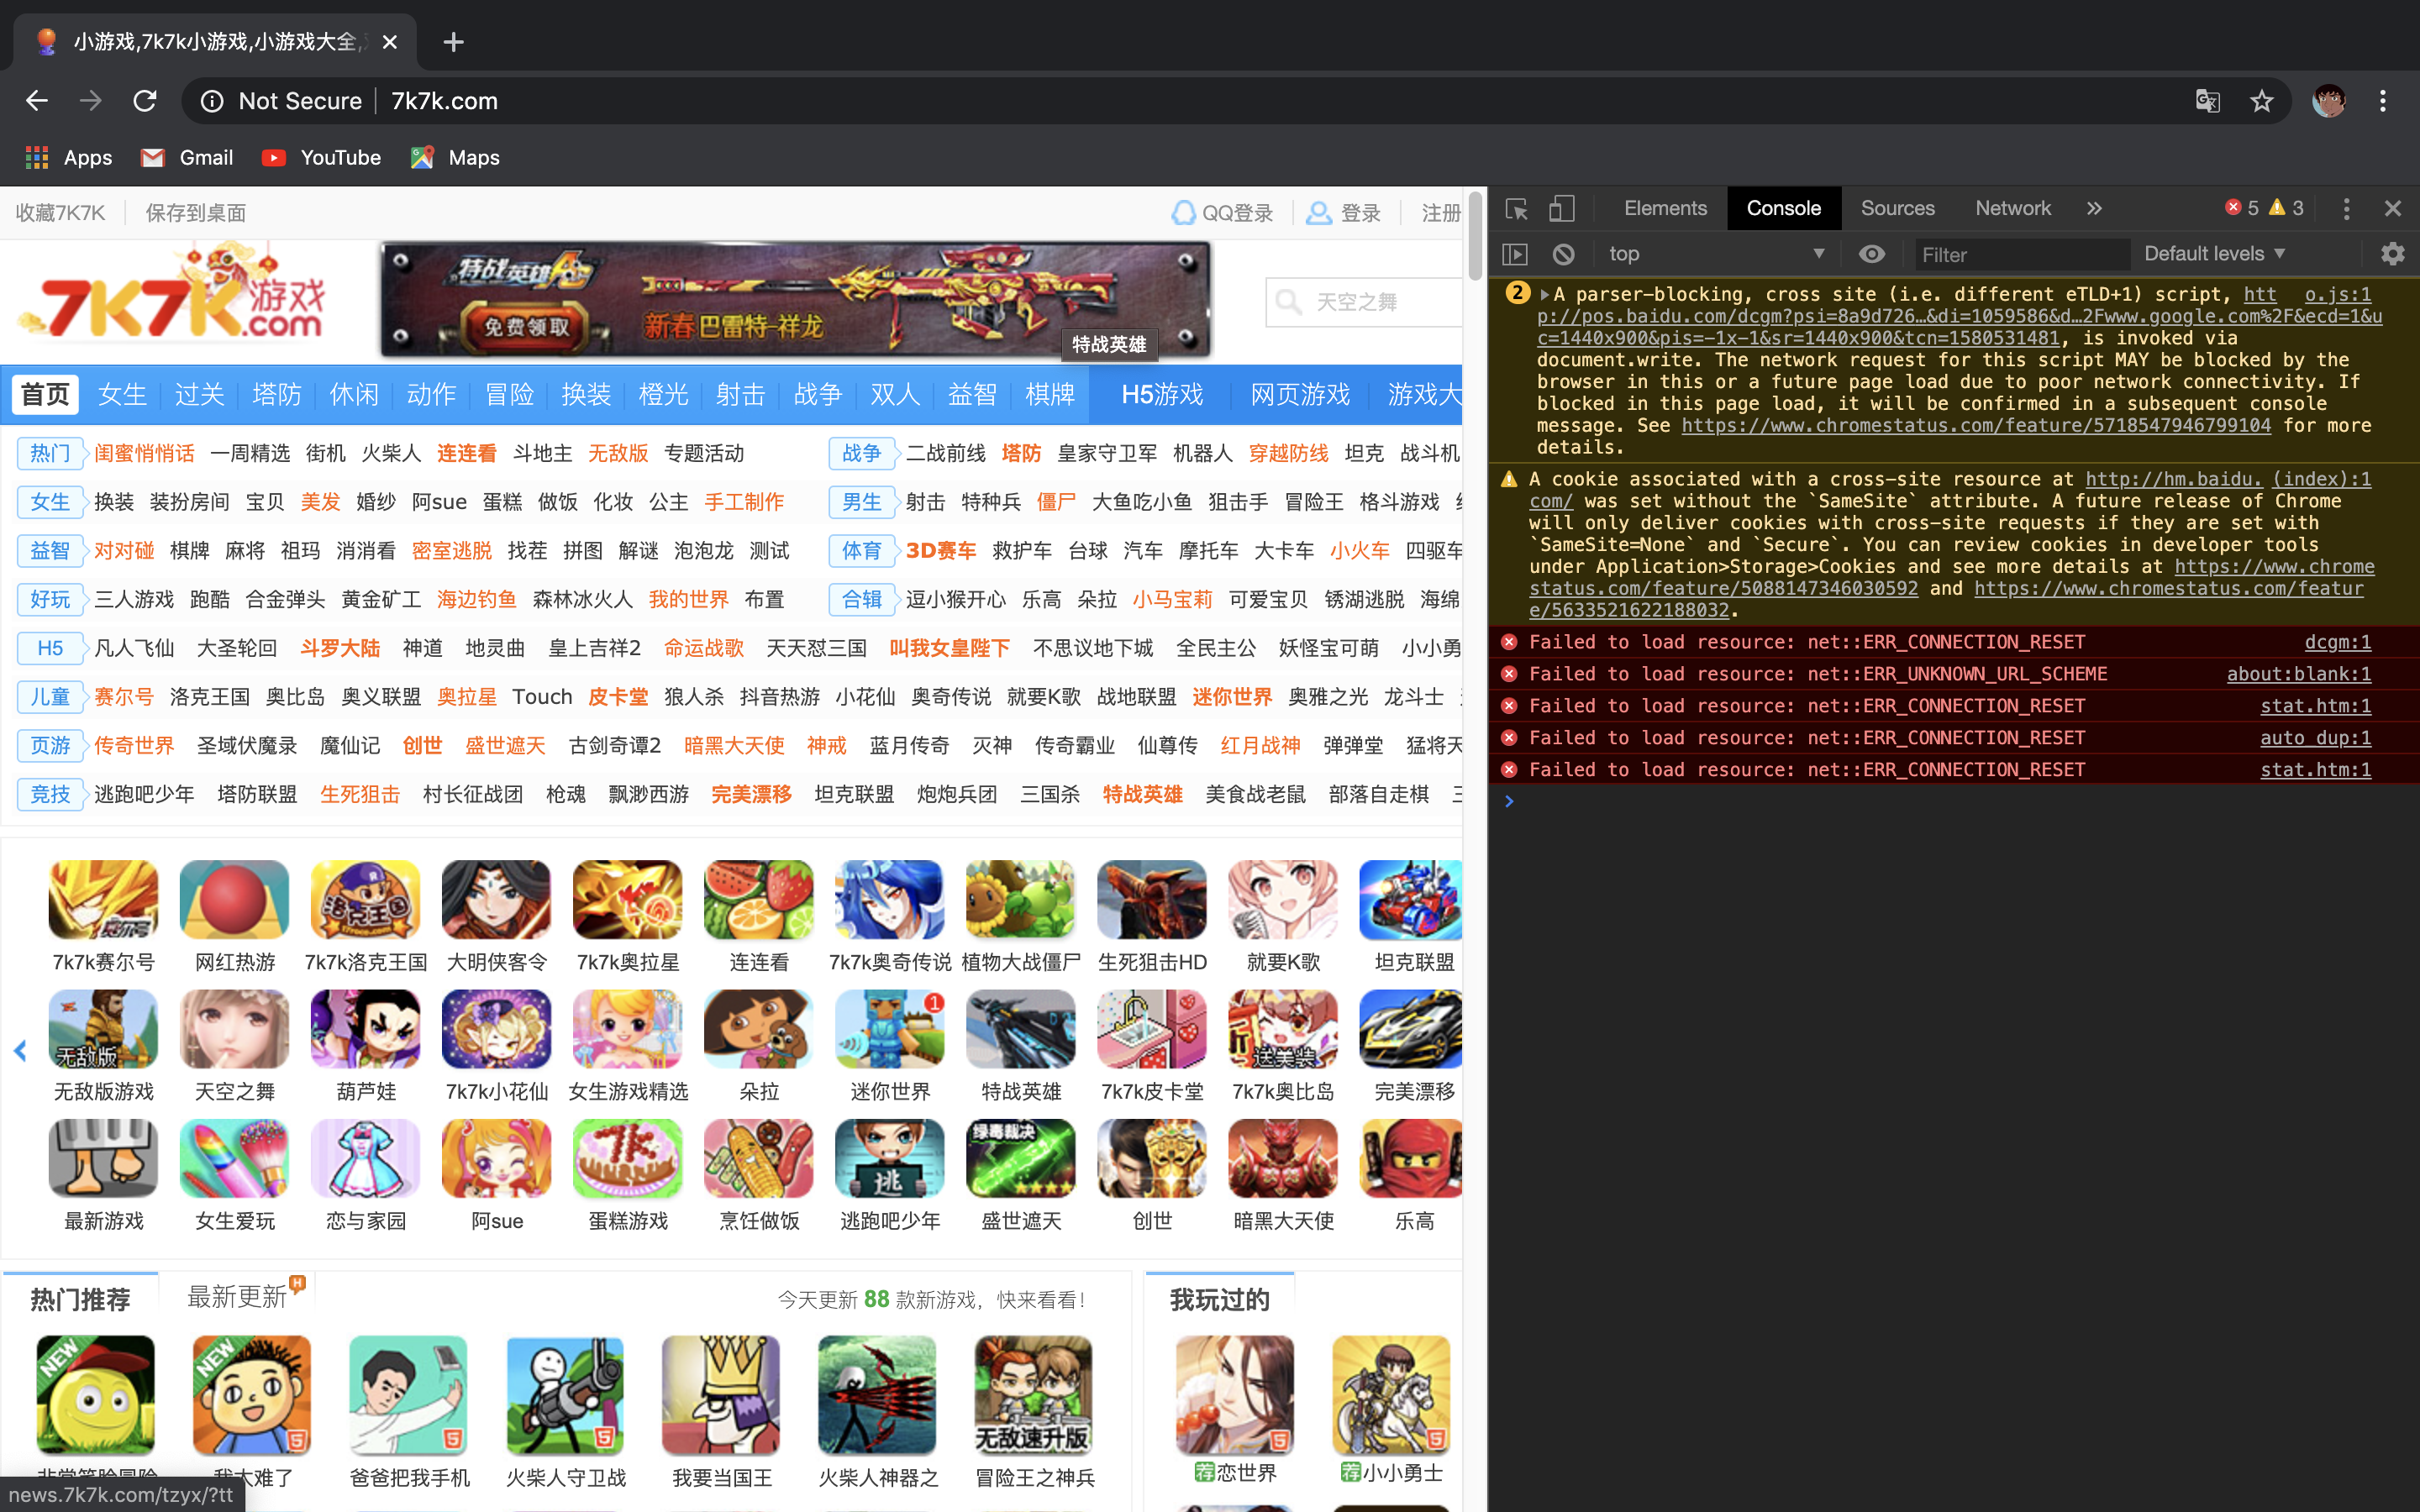 小游戏,7k7k小游戏,小游戏大全,
Not Secure 7k7k.com
Apps Gmail YouTube Maps
收藏7K7K 保存到桌面 QQ登录 登录 注册
7K7K游戏.com
特战英雄
免费领取 新春巴雷特-祥龙
特战英雄
天空之舞
首页 女生 过关 塔防 休闲 动作 冒险 换装 橙光 射击 战争 双人 益智 棋牌 H5游戏 网页游戏 游戏大
热门 闺蜜悄悄话 一周精选 街机 火柴人 连连看 斗地主 无敌版 专题活动 战争 二战前线 塔防 皇家守卫军 机器人 穿越防线 坦克 战斗机
女生 换装 装扮房间 宝贝 美发 婚纱 阿sue 蛋糕 做饭 化妆 公主 手工制作 男生 射击 特种兵 僵尸 大鱼吃小鱼 狙击手 冒险王 格斗游戏
益智 对对碰 棋牌 麻将 祖玛 消消看 密室逃脱 找茬 拼图 解谜 泡泡龙 测试 体育 3D赛车 救护车 台球 汽车 摩托车 大卡车 小火车 四驱车
好玩 三人游戏 跑酷 合金弹头 黄金矿工 海边钓鱼 森林冰火人 我的世界 布置 合辑 逗小猴开心 乐高 朵拉 小马宝莉 可爱宝贝 锈湖逃脱 海绵
H5 凡人飞仙 大圣轮回 斗罗大陆 神道 地灵曲 皇上吉祥2 命运战歌 天天怼三国 叫我女皇陛下 不思议地下城 全民主公 妖怪宝可萌 小小勇
儿童 赛尔号 洛克王国 奥比岛 奥义联盟 奥拉星 Touch 皮卡堂 狼人杀 抖音热游 小花仙 奥奇传说 就要K歌 战地联盟 迷你世界 奥雅之光 龙斗士
页游 传奇世界 圣域伏魔录 魔仙记 创世 盛世遮天 古剑奇谭2 暗黑大天使 神戒 蓝月传奇 灭神 传奇霸业 仙尊传 红月战神 弹弹堂 猛将天
竞技 逃跑吧少年 塔防联盟 生死狙击 村长征战团 枪魂 飘渺西游 完美漂移 坦克联盟 炮炮兵团 三国杀 特战英雄 美食战老鼠 部落自走棋
7k7k赛尔号 网红热游 7k7k洛克王国 大明侠客令 7k7k奥拉星 连连看 7k7k奥奇传说 植物大战僵尸 生死狙击HD 就要K歌 坦克联盟
无敌版 1 送美装
无敌版游戏 天空之舞 葫芦娃 7k7k小花仙 女生游戏精选 朵拉 迷你世界 特战英雄 7k7k皮卡堂 7k7k奥比岛 完美漂移
7K 逃 绿毒裁决
最新游戏 女生爱玩 恋与家园 阿sue 蛋糕游戏 烹饪做饭 逃跑吧少年 盛世遮天 创世 暗黑大天使 乐高
热门推荐 最新更新 H 今天更新 88 款新游戏，快来看看！ 我玩过的
NEW NEW 无敌速升版
我太难了 爸爸把我手机 火柴人守卫战 我要当国王 火柴人神器之 冒险王之神兵 荐恋世界 荐小小勇士
news.7k7k.com/tzyx/?tt
Elements Console Sources Network 5 3
top Filter Default levels
2 A parser-blocking, cross site (i.e. different eTLD+1) script, htt o.js:1
p://pos.baidu.com/dcgm?psi=8a9d726…&di=1059586&d…2Fwww.google.com%2F&ecd=1&u
c=1440x900&pis=-1x-1&sr=1440x900&tcn=1580531481, is invoked via
document.write. The network request for this script MAY be blocked by the
browser in this or a future page load due to poor network connectivity. If
blocked in this page load, it will be confirmed in a subsequent console
message. See https://www.chromestatus.com/feature/5718547946799104 for more
details.
A cookie associated with a cross-site resource at http://hm.baidu. (index):1
com/ was set without the `SameSite` attribute. A future release of Chrome
will only deliver cookies with cross-site requests if they are set with
`SameSite=None` and `Secure`. You can review cookies in developer tools
under Application>Storage>Cookies and see more details at https://www.chrome
status.com/feature/5088147346030592 and https://www.chromestatus.com/featur
e/5633521622188032.
Failed to load resource: net::ERR_CONNECTION_RESET dcgm:1
Failed to load resource: net::ERR_UNKNOWN_URL_SCHEME about:blank:1
Failed to load resource: net::ERR_CONNECTION_RESET stat.htm:1
Failed to load resource: net::ERR_CONNECTION_RESET auto_dup:1
Failed to load resource: net::ERR_CONNECTION_RESET stat.htm:1